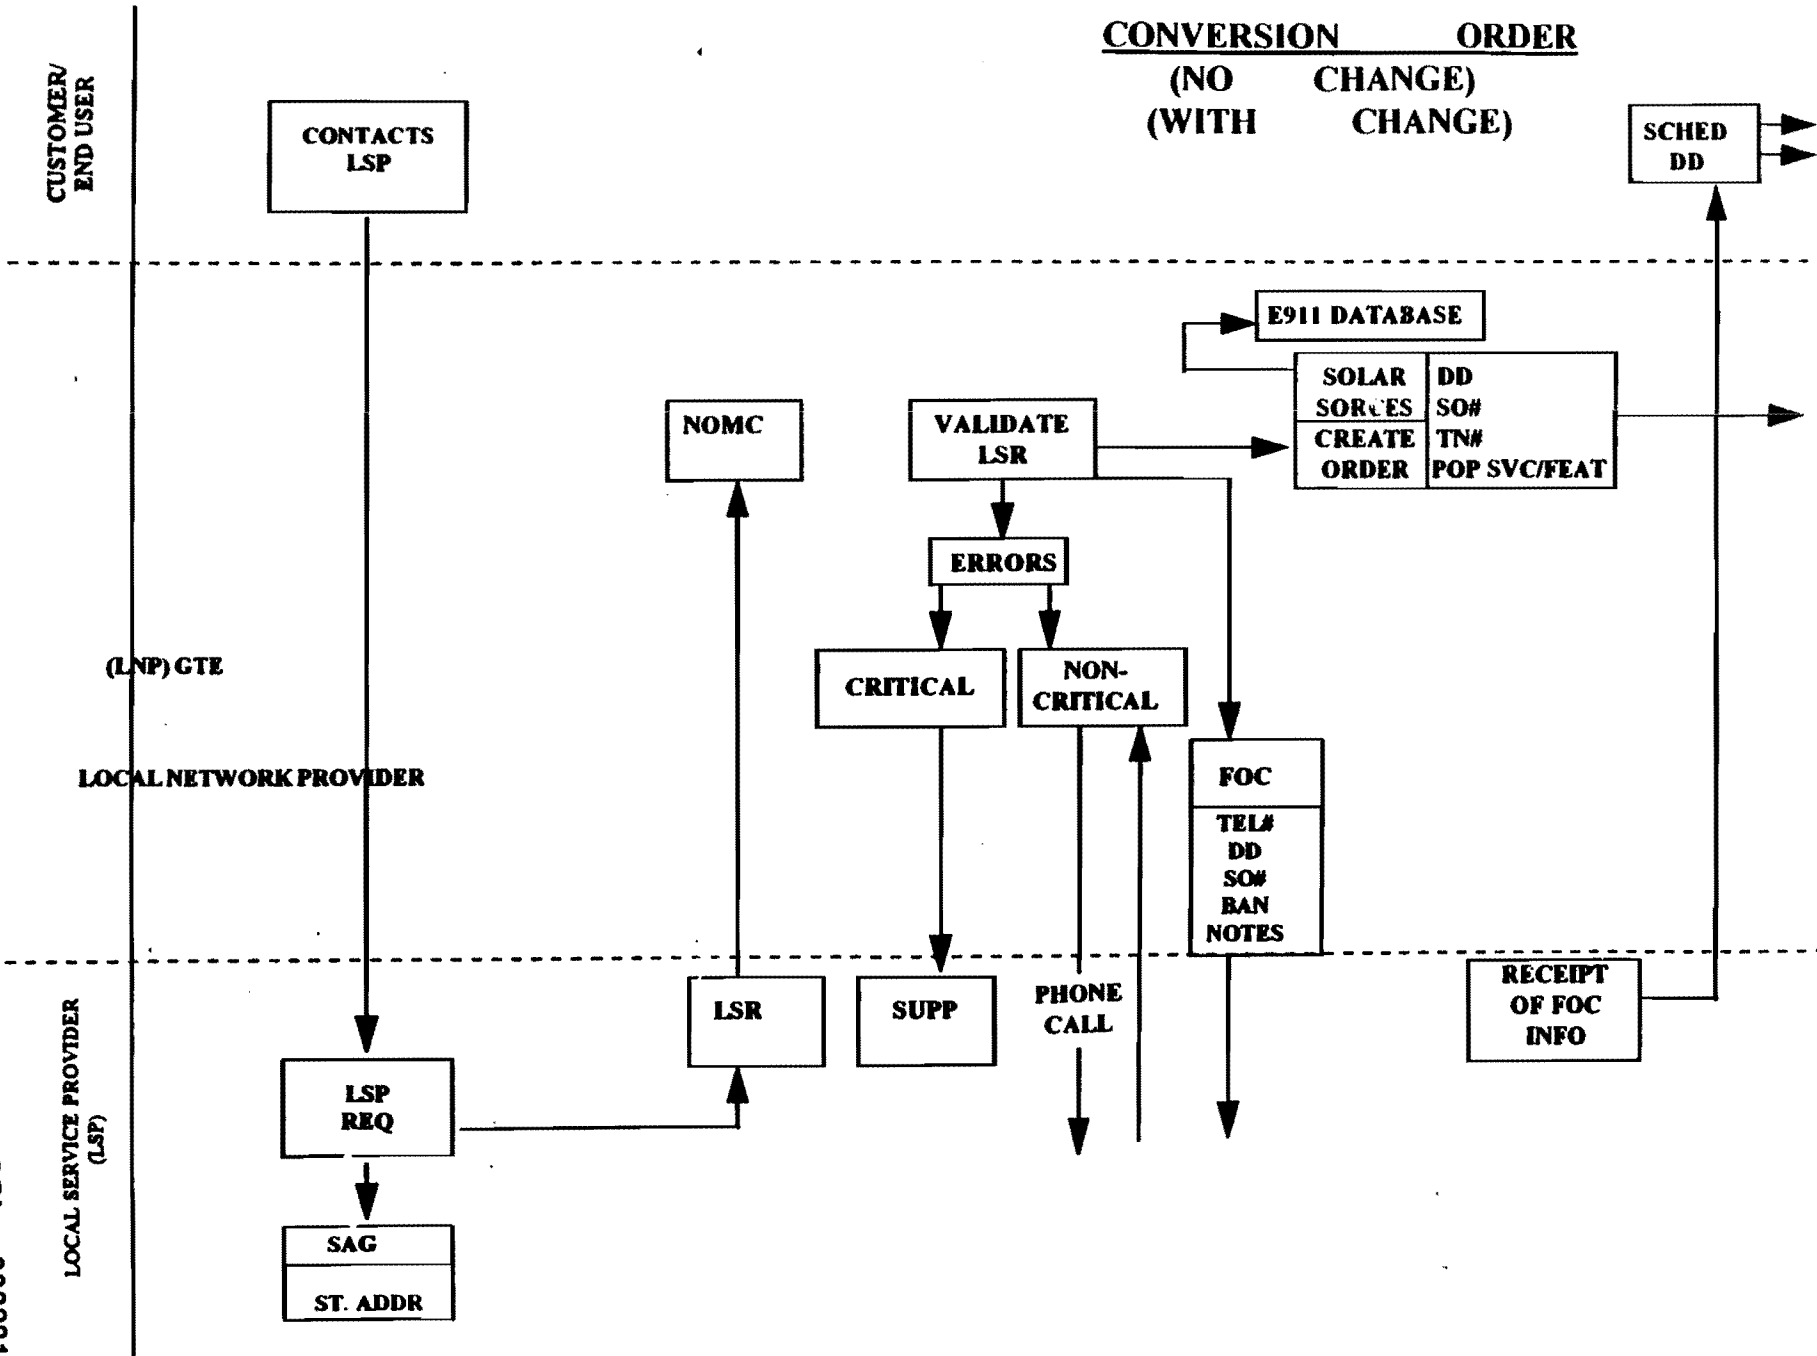 CONVERSION ORDER
(NO CHANGE)
(WITH CHANGE)
CUSTOMER/
END USER
CONTACTS
LSP
SCHED
DD
E911 DATABASE
SOLAR
SORCES
CREATE
ORDER
DD
SO#
TN#
POP SVC/FEAT
NOMC
VALIDATE
LSR
ERRORS
CRITICAL
NON-
CRITICAL
(LNP) GTE
LOCAL NETWORK PROVIDER
FOC
TEL#
DD
SO#
BAN
NOTES
LOCAL SERVICE PROVIDER
(LSP)
LSR
SUPP
PHONE
CALL
RECEIPT
OF FOC
INFO
LSP
REQ
SAG
ST. ADDR